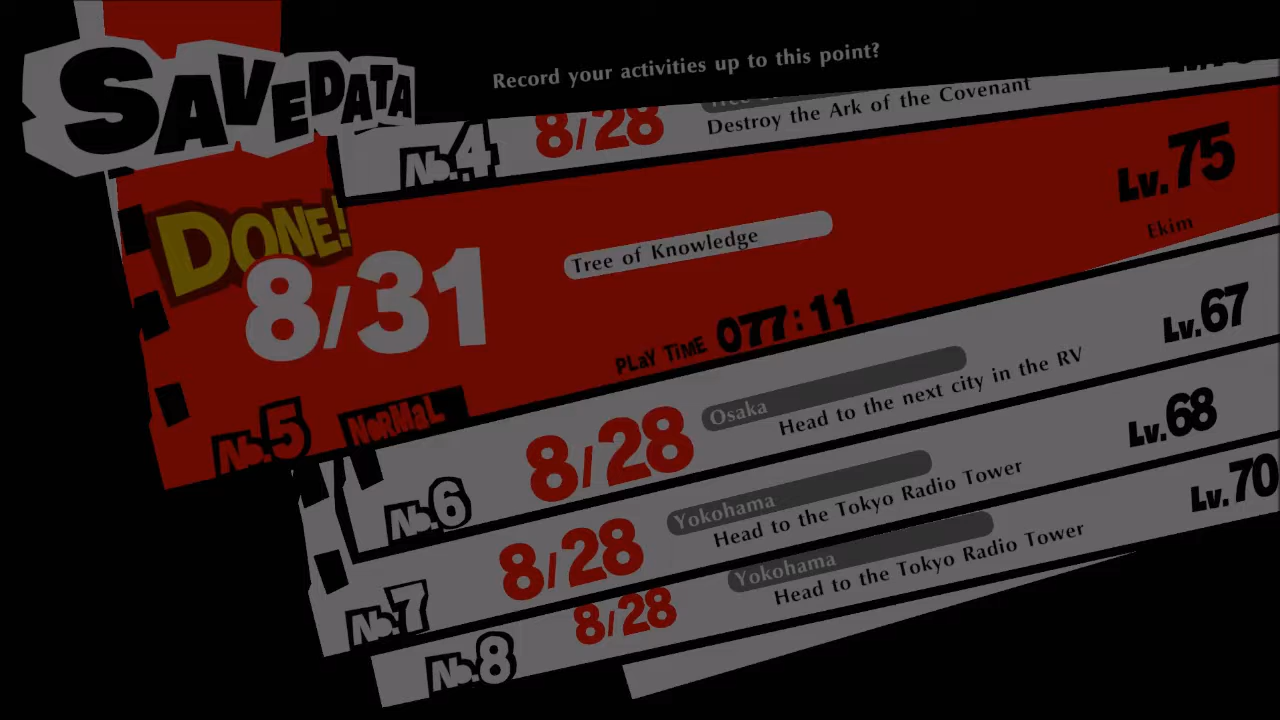 SAVEDATA
Record your activities up to this point?
No.4 8/28
Destroy the Ark of the Covenant
DONE!
8/31
Tree of Knowledge
Lv.75
Ekim
PLaY TiME 077:11
No.5 NoRMaL
No.6 8/28 Osaka Lv.67
Head to the next city in the RV
No.7 8/28 Yokohama Lv.68
Head to the Tokyo Radio Tower
No.8 8/28 Yokohama Lv.70
Head to the Tokyo Radio Tower